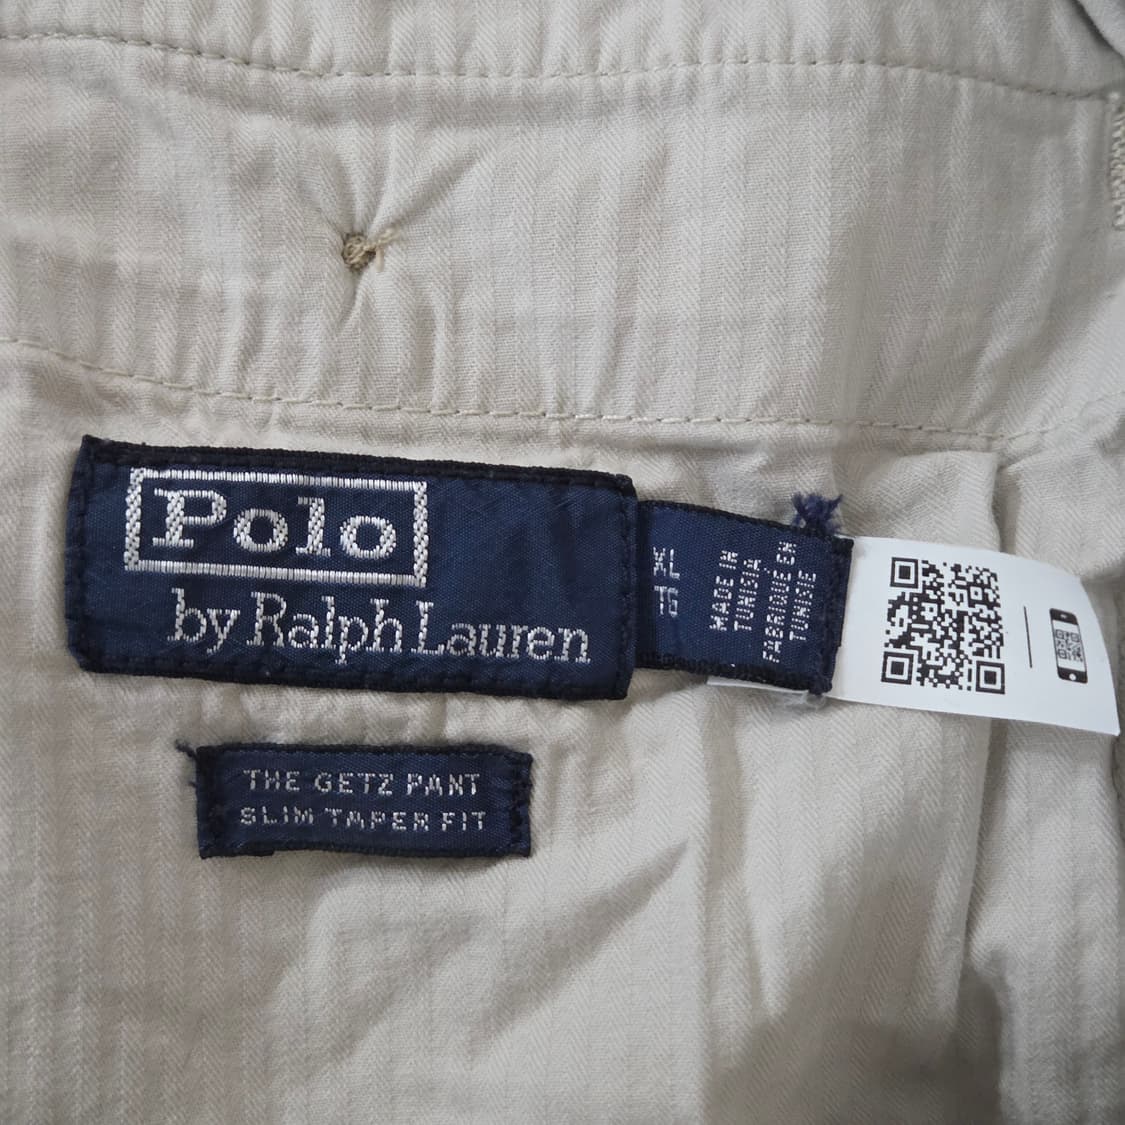 Polo
by Ralph Lauren
XL
TG
MADE IN
TUNISIA
FABRIQUE EN
TUNISIE
THE GETZ PANT
SLIM TAPER FIT